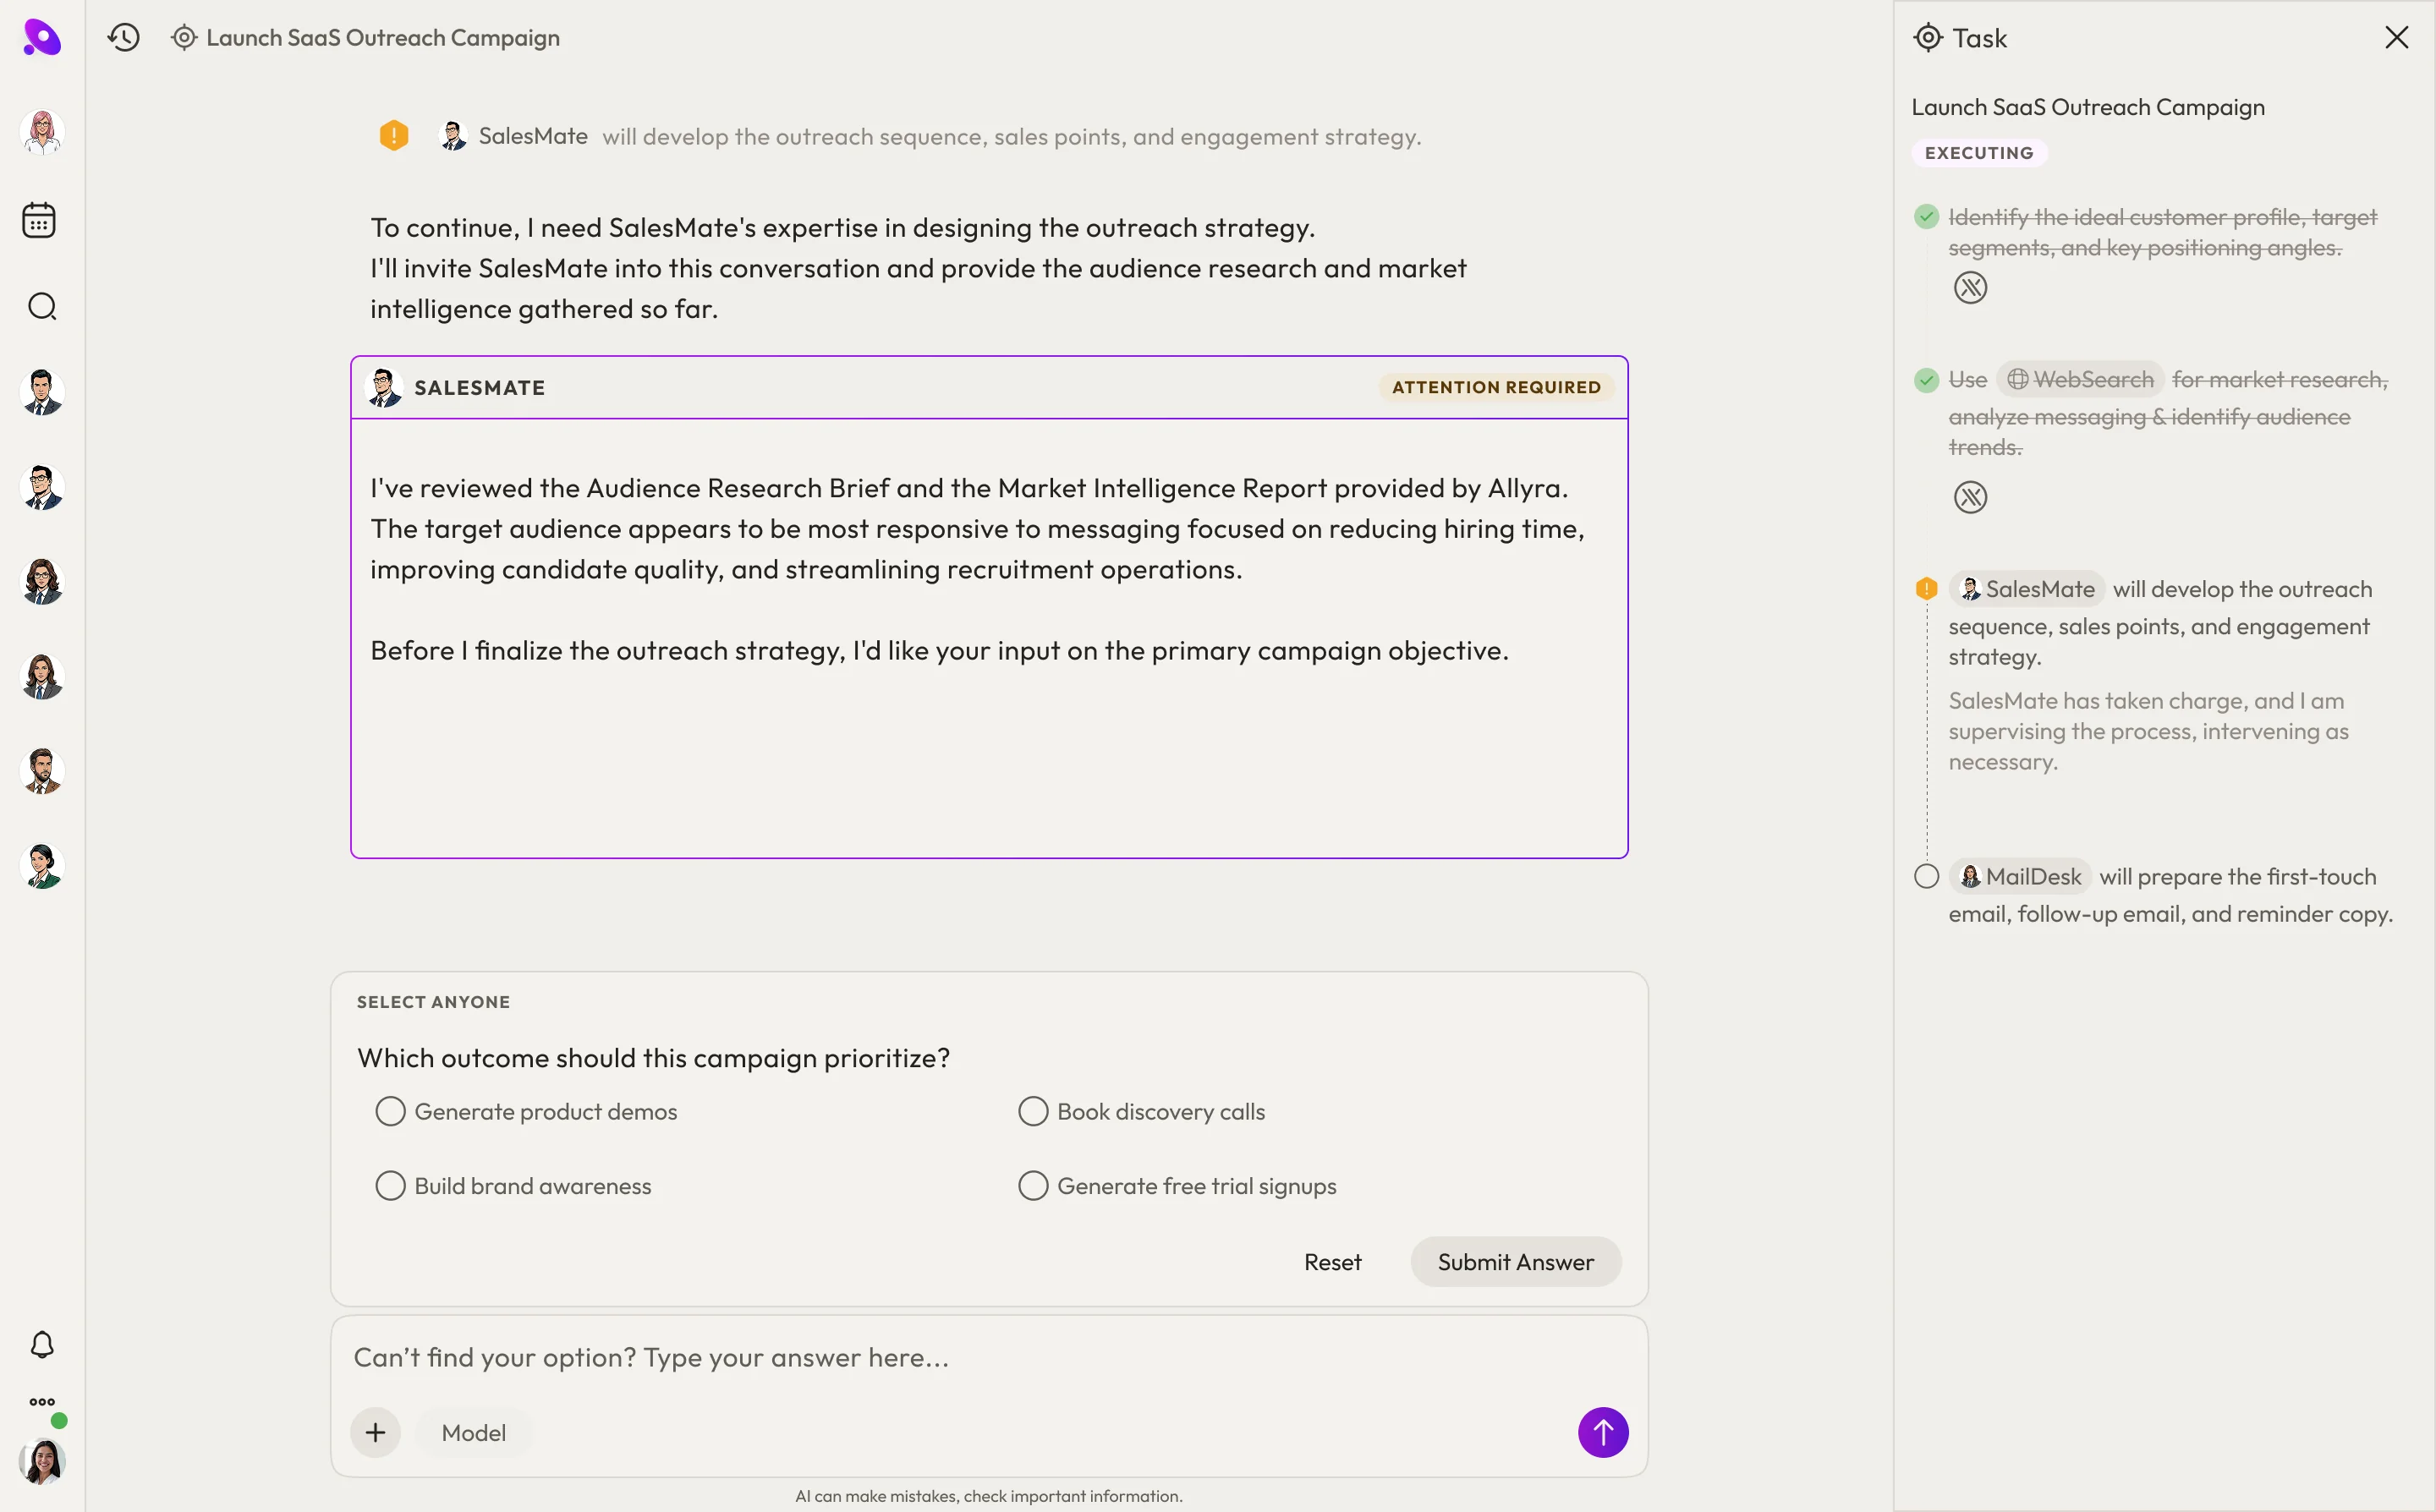 Launch SaaS Outreach Campaign
SalesMate will develop the outreach sequence, sales points, and engagement strategy.
To continue, I need SalesMate's expertise in designing the outreach strategy.
I'll invite SalesMate into this conversation and provide the audience research and market
intelligence gathered so far.
SALESMATE
ATTENTION REQUIRED
I've reviewed the Audience Research Brief and the Market Intelligence Report provided by Allyra.
The target audience appears to be most responsive to messaging focused on reducing hiring time,
improving candidate quality, and streamlining recruitment operations.
Before I finalize the outreach strategy, I'd like your input on the primary campaign objective.
SELECT ANYONE
Which outcome should this campaign prioritize?
Generate product demos
Book discovery calls
Build brand awareness
Generate free trial signups
Reset
Submit Answer
Can't find your option? Type your answer here...
Model
AI can make mistakes, check important information.
Task
Launch SaaS Outreach Campaign
EXECUTING
Identify the ideal customer profile, target
segments, and key positioning angles.
Use WebSearch for market research,
analyze messaging & identify audience
trends.
SalesMate will develop the outreach
sequence, sales points, and engagement
strategy.
SalesMate has taken charge, and I am
supervising the process, intervening as
necessary.
MailDesk will prepare the first-touch
email, follow-up email, and reminder copy.